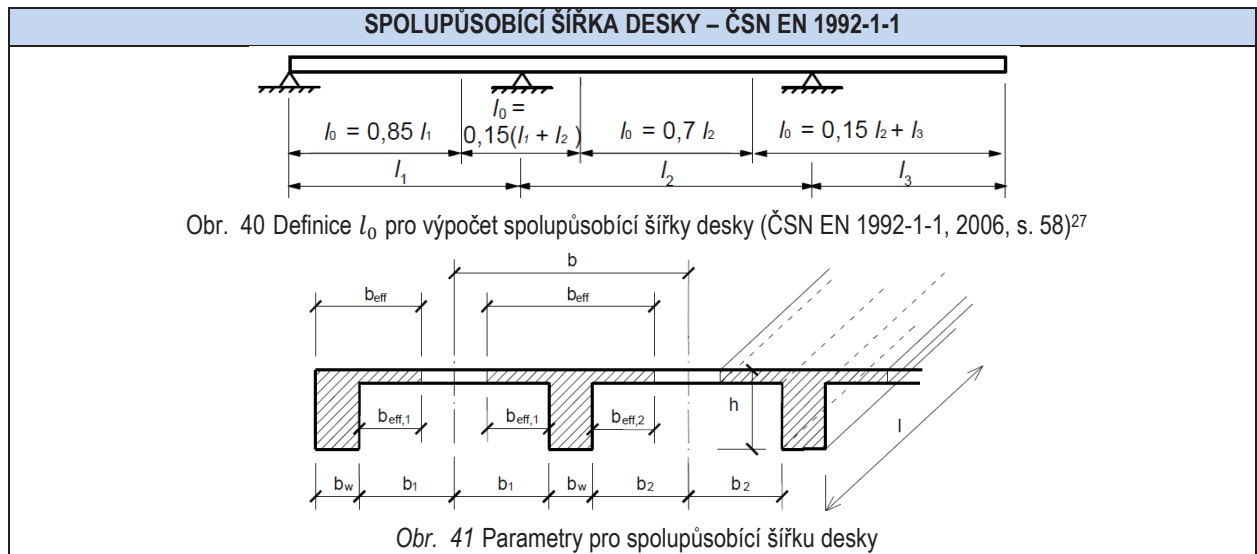 SPOLUPŮSOBÍCÍ ŠÍŘKA DESKY – ČSN EN 1992-1-1
l0 = 0,85 l1
l0 =
0,15(l1 + l2 )
l0 = 0,7 l2
l0 = 0,15 l2 + l3
l1
l2
l3
Obr. 40 Definice l0 pro výpočet spolupůsobící šířky desky (ČSN EN 1992-1-1, 2006, s. 58)27
b
beff
beff
beff,1
beff,1
beff,2
h
l
bw
b1
b1
bw
b2
b2
Obr. 41 Parametry pro spolupůsobící šířku desky